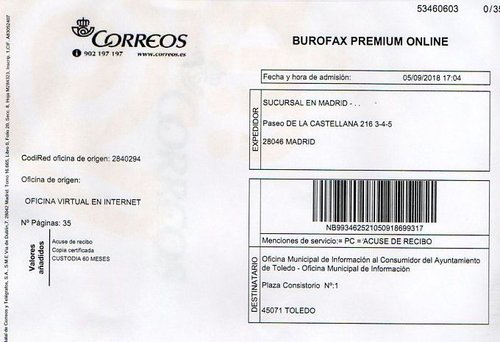 53460603
0/35
CORREOS
902 197 197 www.correos.es
BUROFAX PREMIUM ONLINE
Fecha y hora de admisión: 05/09/2018 17:04
EXPEDIDOR
SUCURSAL EN MADRID - . .
Paseo DE LA CASTELLANA 216 3-4-5
28046 MADRID
CodiRed oficina de origen: 2840294
Oficina de origen:
OFICINA VIRTUAL EN INTERNET
Nº Páginas: 35
Valores añadidos
Acuse de recibo
Copia certificada
CUSTODIA 60 MESES
NB99346252105091869931​7
Menciones de servicio:= PC = ACUSE DE RECIBO
DESTINATARIO
Oficina Municipal de Información al Consumidor del Ayuntamiento
de Toledo - Oficina Municipal de Información
Plaza Consistorio Nº:1
45071 TOLEDO